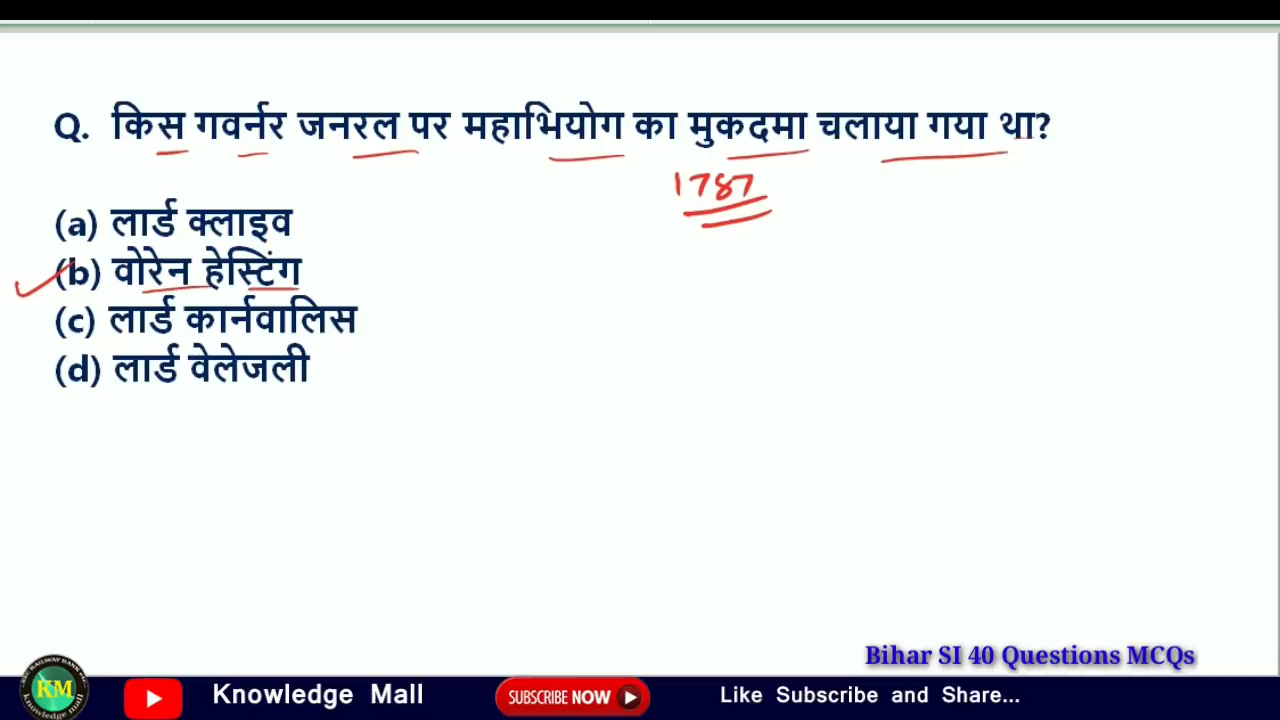 Q. किस गवर्नर जनरल पर महाभियोग का मुकदमा चलाया गया था?
1787
(a) लार्ड क्लाइव
(b) वोरेन हेस्टिंग
(c) लार्ड कार्नवालिस
(d) लार्ड वेलेजली
Bihar SI 40 Questions MCQs
KM
Knowledge Mall
SUBSCRIBE NOW
Like Subscribe and Share...